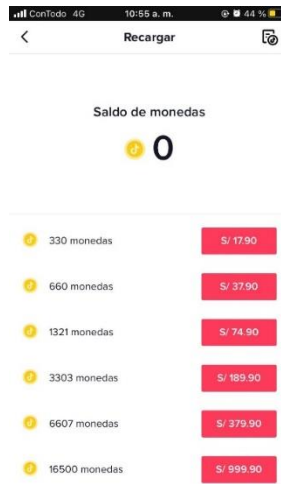 ConTodo 4G 10:55 a. m. 44 %
Recargar
Saldo de monedas
0
330 monedas S/ 17.90
660 monedas S/ 37.90
1321 monedas S/ 74.90
3303 monedas S/ 189.90
6607 monedas S/ 379.90
16500 monedas S/ 999.90